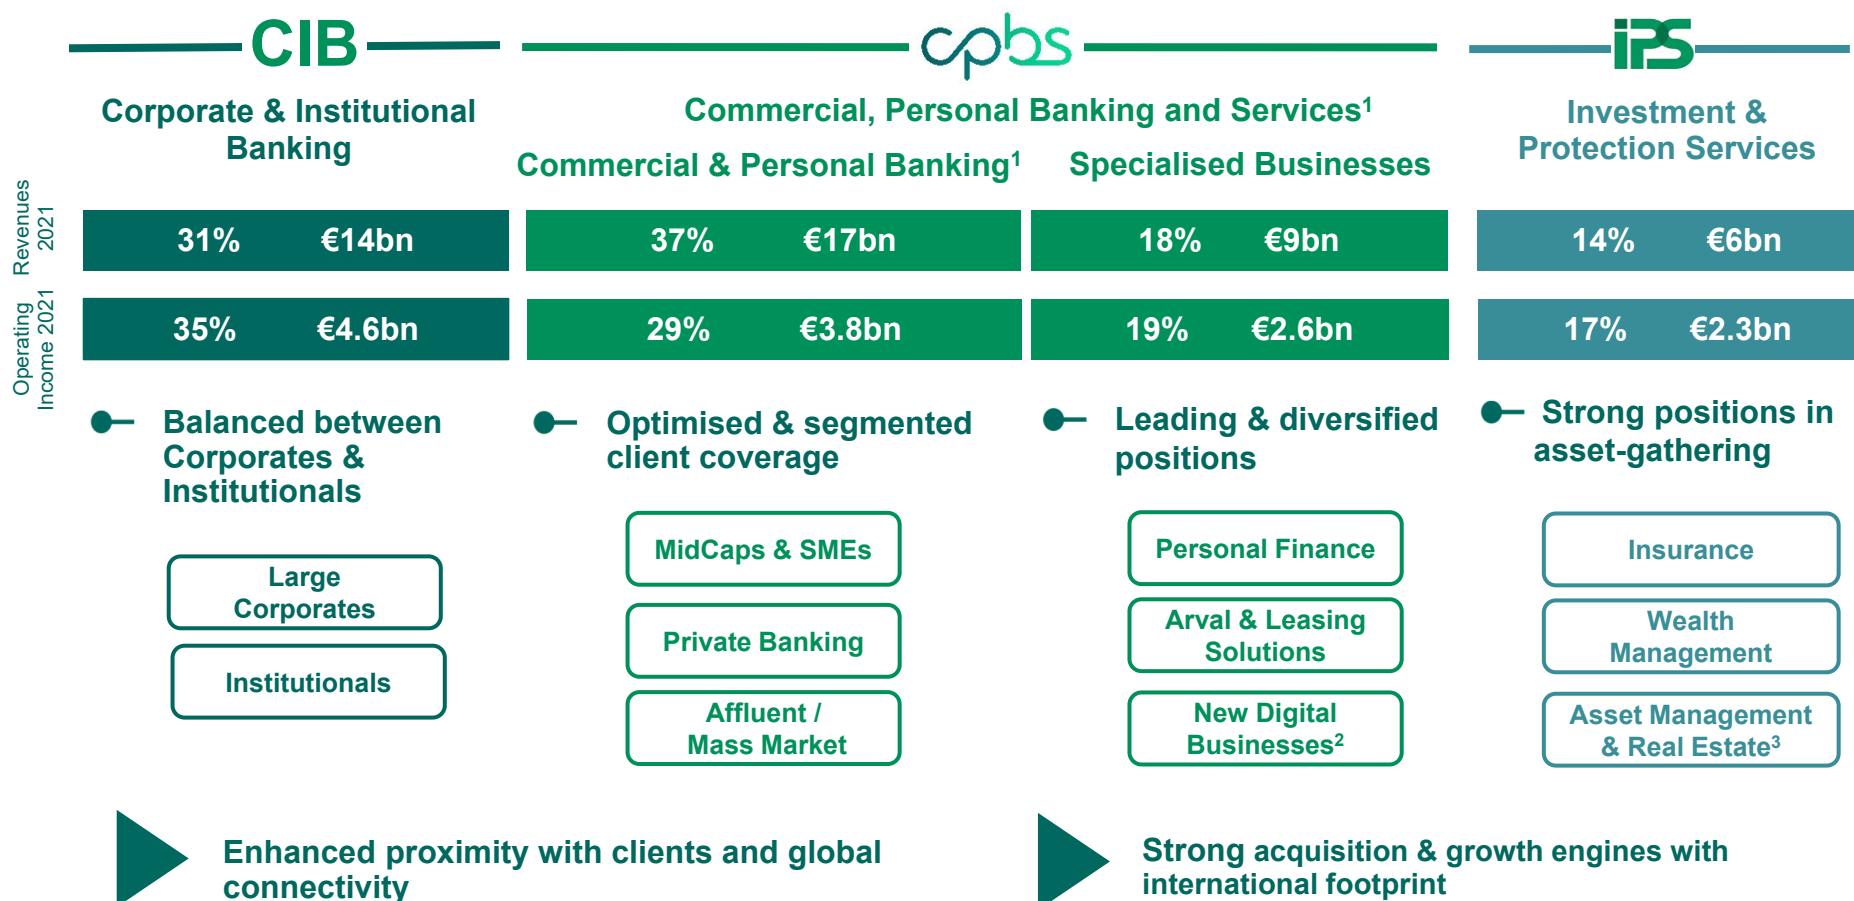 CIB
cpbs
iPS
Corporate & Institutional
Banking
Commercial, Personal Banking and Services¹
Commercial & Personal Banking¹
Specialised Businesses
Investment &
Protection Services
Revenues
2021
31% €14bn
37% €17bn
18% €9bn
14% €6bn
Operating
Income 2021
35% €4.6bn
29% €3.8bn
19% €2.6bn
17% €2.3bn
Balanced between
Corporates &
Institutionals
Large
Corporates
Institutionals
Optimised & segmented
client coverage
MidCaps & SMEs
Private Banking
Affluent /
Mass Market
Leading & diversified
positions
Personal Finance
Arval & Leasing
Solutions
New Digital
Businesses²
Strong positions in
asset-gathering
Insurance
Wealth
Management
Asset Management
& Real Estate³
Enhanced proximity with clients and global
connectivity
Strong acquisition & growth engines with
international footprint